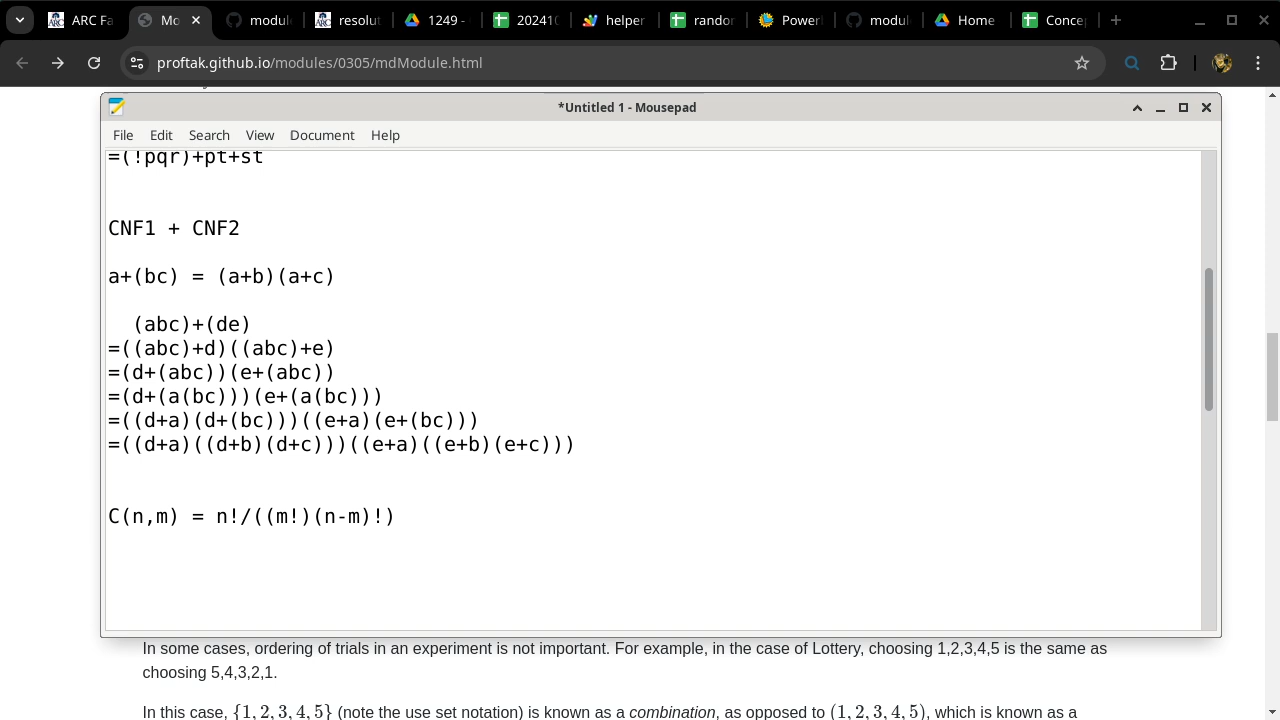 ARC Fa
Mo
modul
resolut
1249 -
20241
helper
rando
Power
modul
Home
Conce
proftak.github.io/modules/0305/mdModule.html
*Untitled 1 - Mousepad
File Edit Search View Document Help
=(!pqr)+pt+st
CNF1 + CNF2
a+(bc) = (a+b)(a+c)
(abc)+(de)
=((abc)+d)((abc)+e)
=(d+(abc))(e+(abc))
=(d+(a(bc)))(e+(a(bc)))
=((d+a)(d+(bc)))((e+a)(e+(bc)))
=((d+a)((d+b)(d+c)))((e+a)((e+b)(e+c)))
C(n,m) = n!/((m!)(n-m)!)
In some cases, ordering of trials in an experiment is not important. For example, in the case of Lottery, choosing 1,2,3,4,5 is the same as
choosing 5,4,3,2,1.
In this case, {1, 2, 3, 4, 5} (note the use set notation) is known as a combination, as opposed to (1, 2, 3, 4, 5), which is known as a